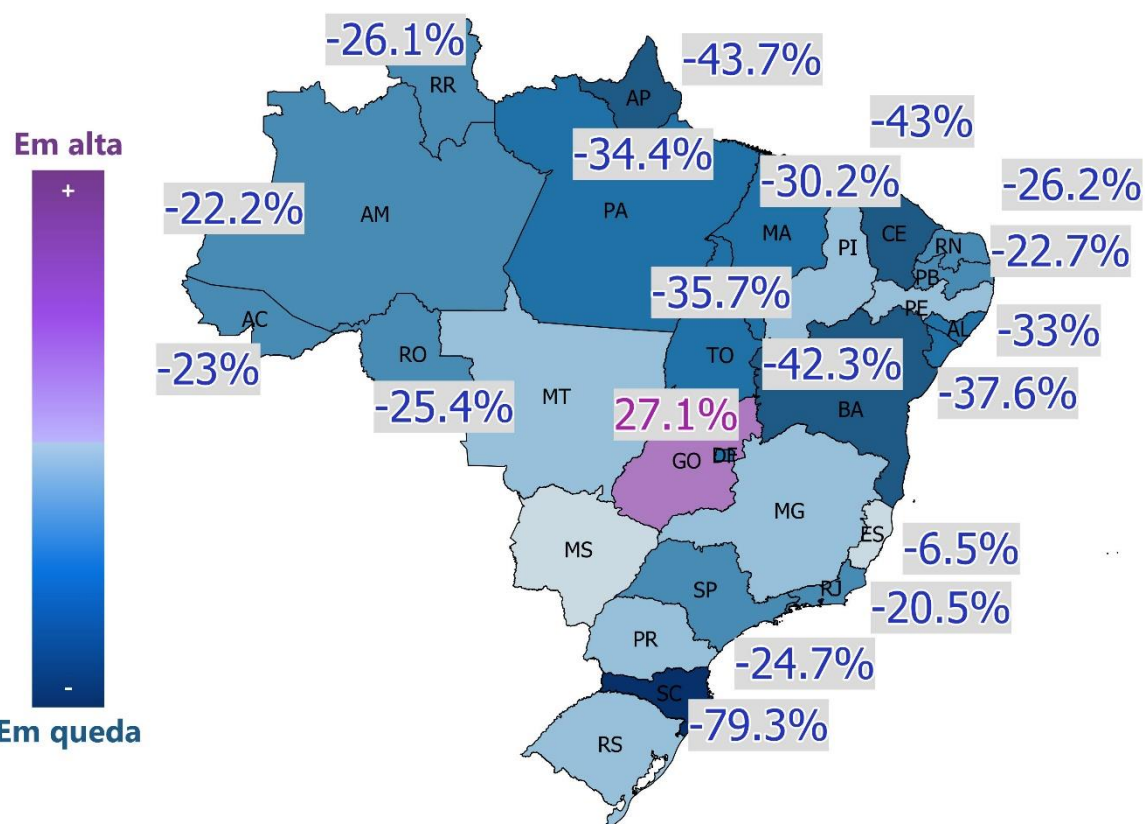 -26.1%
RR
-43.7%
AP
-43%
Em alta
+
-34.4%
-30.2%
-26.2%
-22.2%
AM
PA
MA
PI
CE
RN
-22.7%
PB
-35.7%
PE
AC
AL
-33%
-23%
RO
TO
-42.3%
-37.6%
-25.4%
MT
27.1%
BA
GO
DF
MG
MS
ES
-6.5%
SP
RJ
-20.5%
PR
-24.7%
-
SC
-79.3%
Em queda
RS